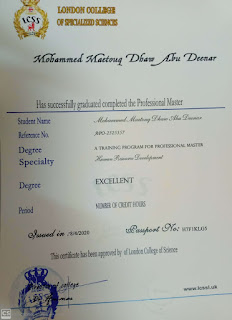 LONDON COLLEGE
OF SPECIALIZED SCIENCES
LCSS
Mohammed Maetouq Dhaw Abu Deenar
Has successfully graduated completed the Professional Master
Student Name Mohammed Maetouq Dhaw Abu Deenar
Reference No.
Degree A TRAINING PROGRAM FOR PROFESSIONAL MASTER
Specialty Human Resource Development
Degree EXCELLENT
Period NUMBER OF CREDIT HOURS
Issued in Passport No:
This certificate has been approved by of London College of Science
college